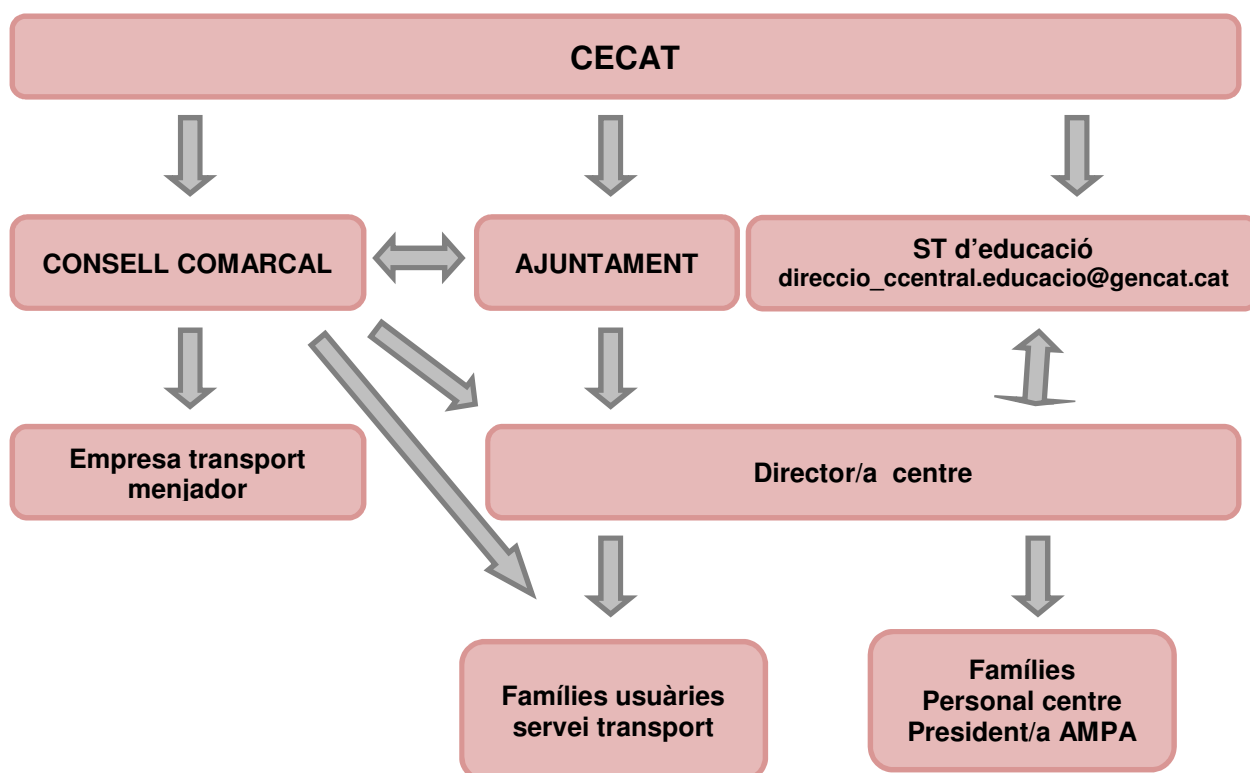 CECAT
CONSELL COMARCAL
AJUNTAMENT
ST d’educació
direccio_ccentral.educacio@gencat.cat
Empresa transport
menjador
Director/a centre
Famílies usuàries
servei transport
Famílies
Personal centre
President/a AMPA